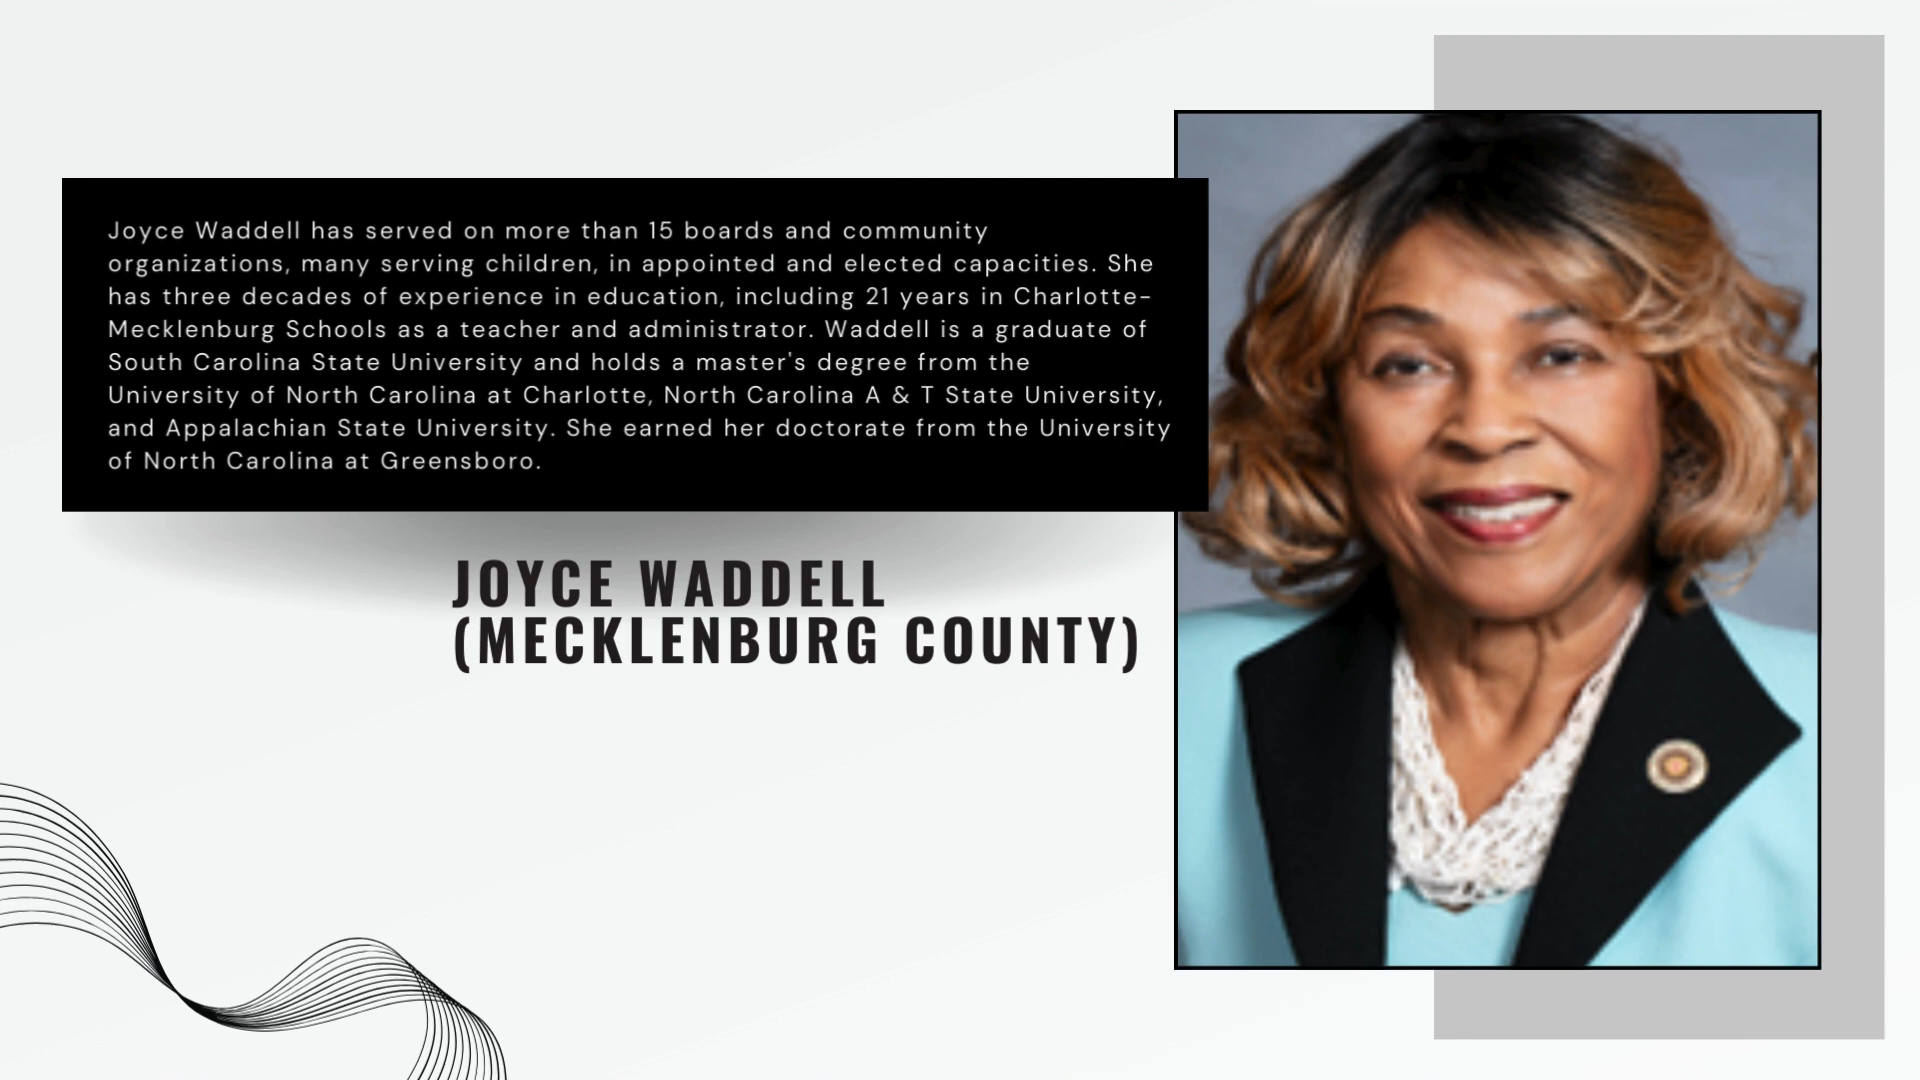 Joyce Waddell has served on more than 15 boards and community
organizations, many serving children, in appointed and elected capacities. She
has three decades of experience in education, including 21 years in Charlotte-
Mecklenburg Schools as a teacher and administrator. Waddell is a graduate of
South Carolina State University and holds a master's degree from the
University of North Carolina at Charlotte, North Carolina A & T State University,
and Appalachian State University. She earned her doctorate from the University
of North Carolina at Greensboro.
JOYCE WADDELL
(MECKLENBURG COUNTY)